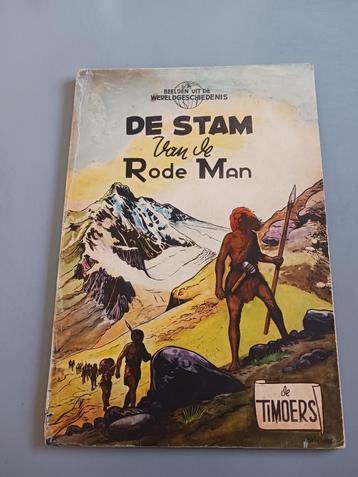 BEELDEN UIT DE
WERELDGESCHIEDENIS
DE STAM
Van de
RODE MAN
de
TIMOERS